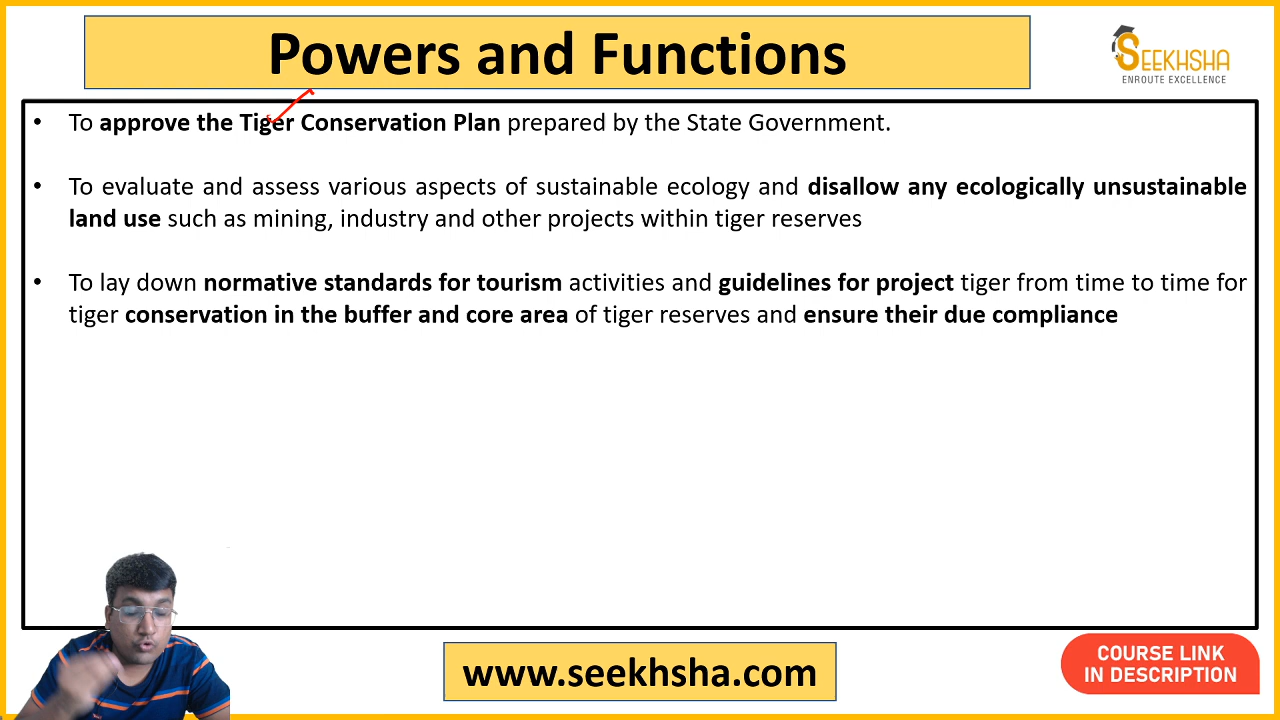 Powers and Functions
SEEKHSHA
ENROUTE EXCELLENCE
• To approve the Tiger Conservation Plan prepared by the State Government.
• To evaluate and assess various aspects of sustainable ecology and disallow any ecologically unsustainable
land use such as mining, industry and other projects within tiger reserves
• To lay down normative standards for tourism activities and guidelines for project tiger from time to time for
tiger conservation in the buffer and core area of tiger reserves and ensure their due compliance
www.seekhsha.com
COURSE LINK
IN DESCRIPTION